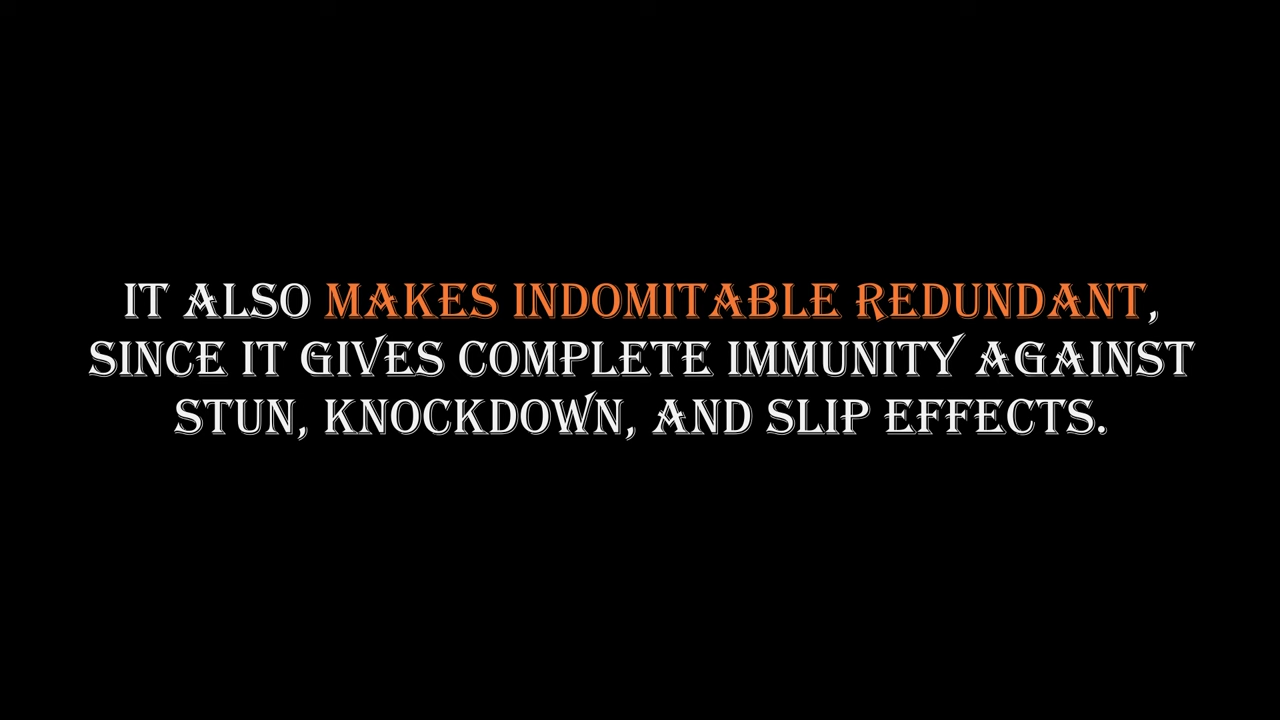 IT ALSO MAKES INDOMITABLE REDUNDANT,
SINCE IT GIVES COMPLETE IMMUNITY AGAINST
STUN, KNOCKDOWN, AND SLIP EFFECTS.